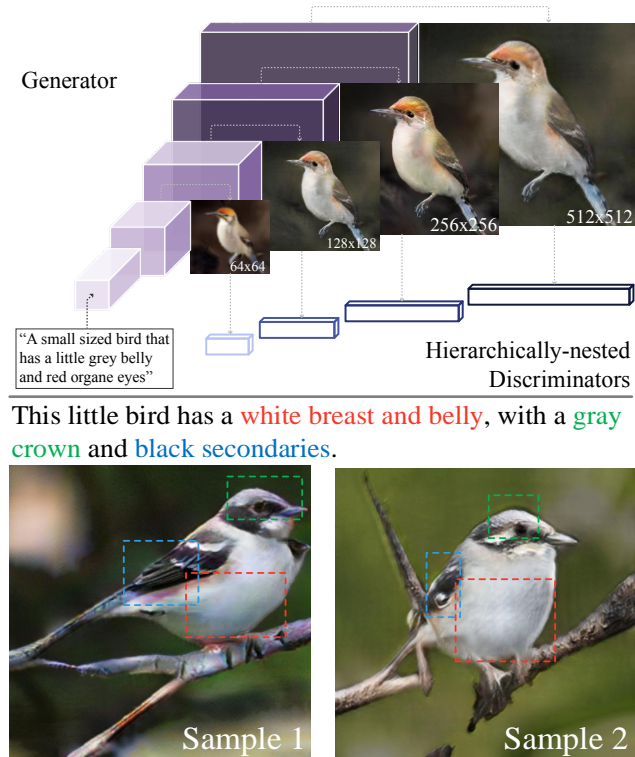 Generator
64x64
128x128
256x256
512x512
“A small sized bird that
has a little grey belly
and red organe eyes”
Hierarchically-nested
Discriminators
This little bird has a white breast and belly, with a gray
crown and black secondaries.
Sample 1
Sample 2